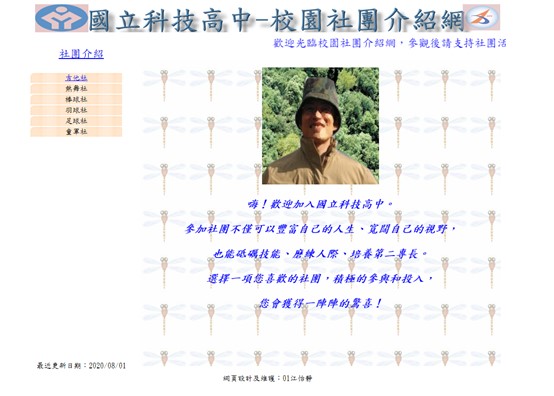 國立科技高中-校園社團介紹網
歡迎光臨校園社團介紹網，參觀後請支持社團活
社團介紹
吉他社
熱舞社
棒球社
羽球社
足球社
童軍社
嗨！歡迎加入國立科技高中。
參加社團不僅可以豐富自己的人生、寬闊自己的視野，
也能砥礪技能、磨練人際、培養第二專長。
選擇一項您喜歡的社團，積極的參與和投入，
您會獲得一陣陣的驚喜！
最近更新日期：2020/08/01
網頁設計及維護：01江怡靜